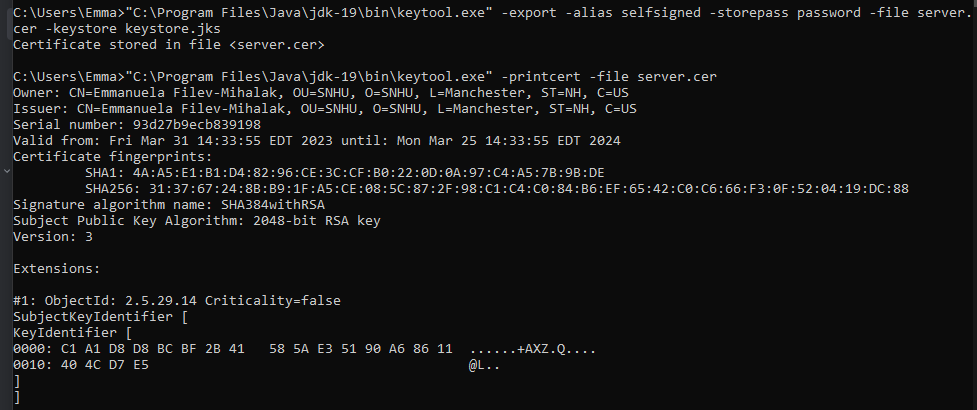 C:\Users\Emma>"C:\Program Files\Java\jdk-19\bin\keytool.exe" -export -alias selfsigned -storepass password -file server.
cer -keystore keystore.jks
Certificate stored in file <server.cer>
C:\Users\Emma>"C:\Program Files\Java\jdk-19\bin\keytool.exe" -printcert -file server.cer
Owner: CN=Emmanuela Filev-Mihalak, OU=SNHU, O=SNHU, L=Manchester, ST=NH, C=US
Issuer: CN=Emmanuela Filev-Mihalak, OU=SNHU, O=SNHU, L=Manchester, ST=NH, C=US
Serial number: 93d27b9ecb839198
Valid from: Fri Mar 31 14:33:55 EDT 2023 until: Mon Mar 25 14:33:55 EDT 2024
Certificate fingerprints:
SHA1: 4A:A5:E1:B1:D4:82:96:CE:3C:CF:B0:22:0D:0A:97:C4:A5:7B:9B:DE
SHA256: 31:37:67:24:8B:B9:1F:A5:CE:08:5C:87:2F:98:C1:C4:C0:84:B6:EF:65:42:C0:C6:66:F3:0F:52:04:19:DC:88
Signature algorithm name: SHA384withRSA
Subject Public Key Algorithm: 2048-bit RSA key
Version: 3
Extensions:
#1: ObjectId: 2.5.29.14 Criticality=false
SubjectKeyIdentifier [
KeyIdentifier [
0000: C1 A1 D8 D8 BC BF 2B 41   58 5A E3 51 90 A6 86 11  ......+AXZ.Q....
0010: 40 4C D7 E5                                        @L..
]
]